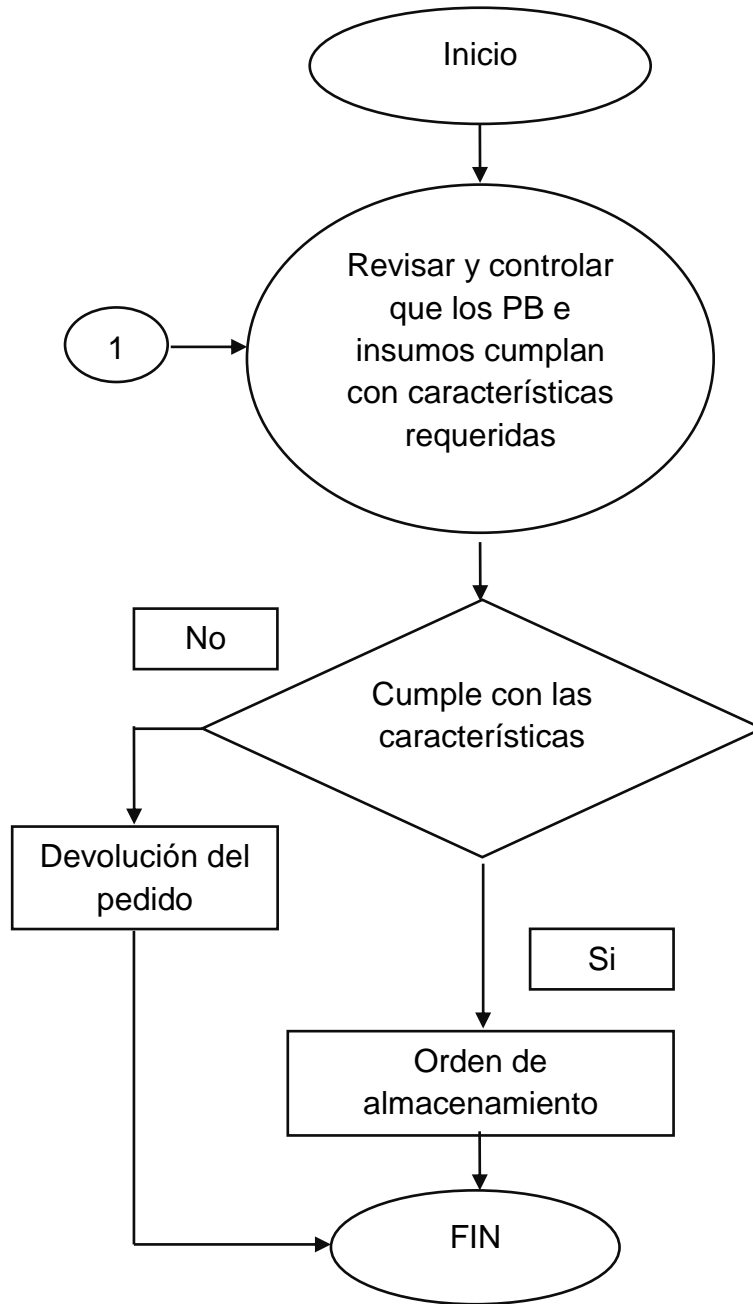 Inicio
Revisar y controlar
que los PB e
insumos cumplan
con características
requeridas
1
No
Cumple con las
características
Devolución del
pedido
Si
Orden de
almacenamiento
FIN